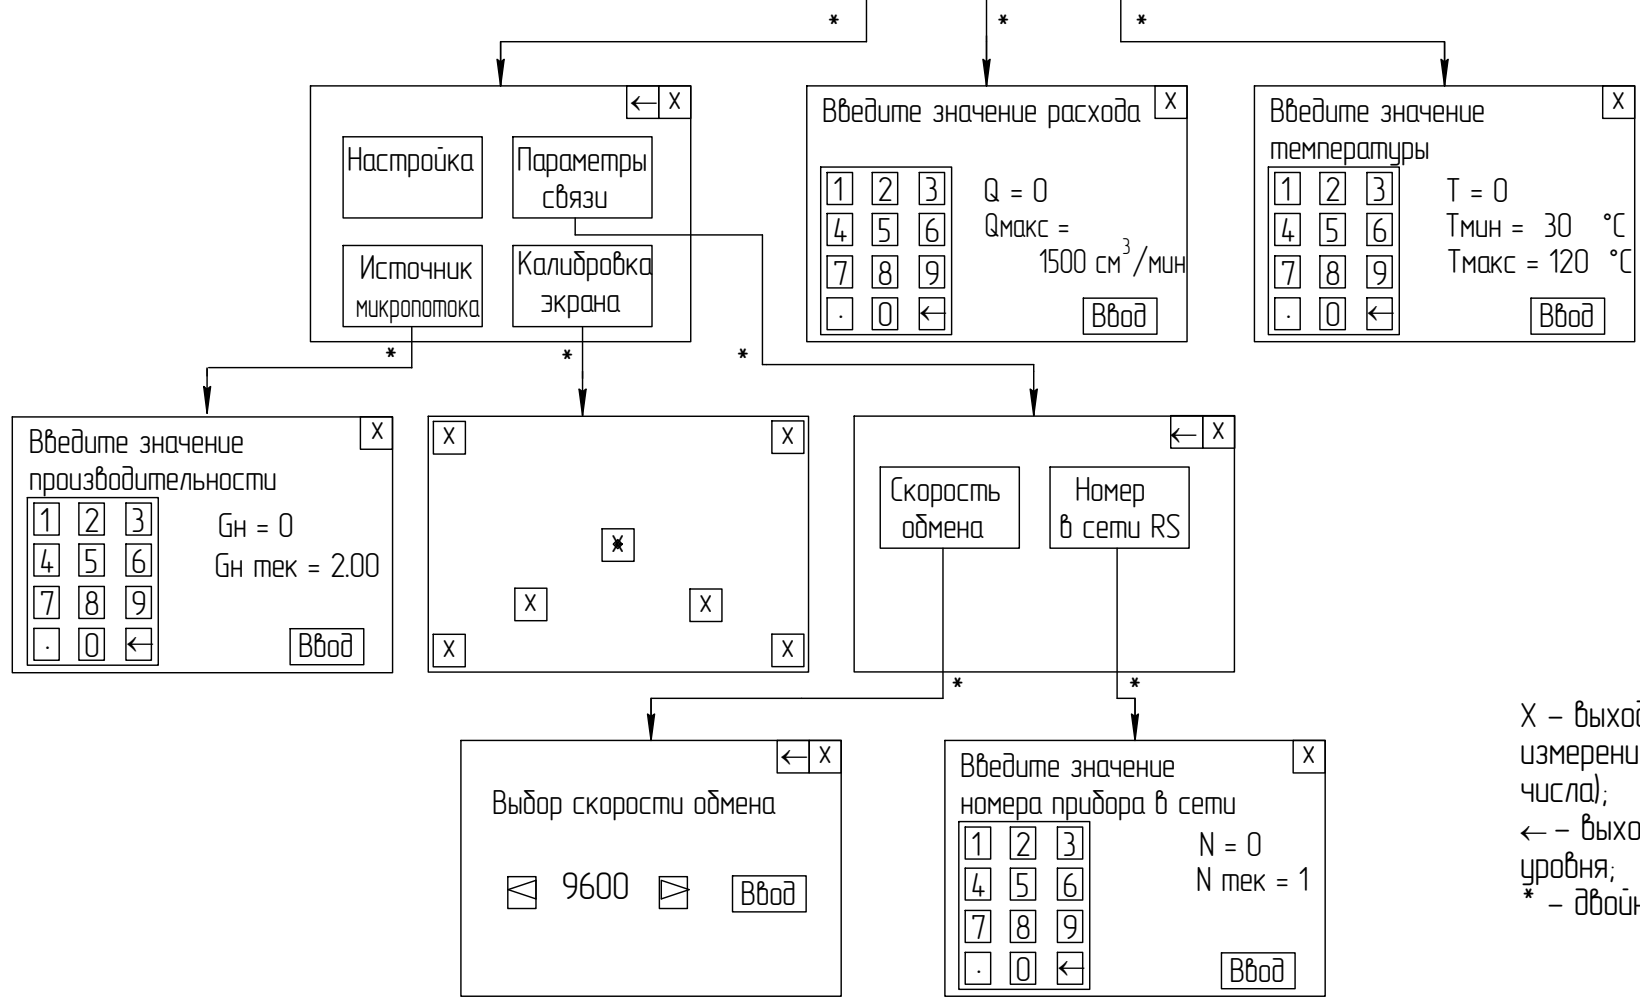 * * *
← X
Настройка
Параметры
связи
Источник
микропотока
Калибровка
экрана
Введите значение расхода X
1 2 3
4 5 6
7 8 9
. 0 ←
Q = 0
Qмакс =
1500 см³/мин
Ввод
Введите значение X
температуры
1 2 3
4 5 6
7 8 9
. 0 ←
T = 0
Tмин = 30 °C
Tмакс = 120 °C
Ввод
* * *
Введите значение X
производительности
1 2 3
4 5 6
7 8 9
. 0 ←
Gн = 0
Gн тек = 2.00
Ввод
X X
X
X X
X X
← X
Скорость
обмена
Номер
в сети RS
* *
← X
Выбор скорости обмена
9600
Ввод
Введите значение X
номера прибора в сети
1 2 3
4 5 6
7 8 9
. 0 ←
N = 0
N тек = 1
Ввод
X –
числа);
← –
уровня;
* –